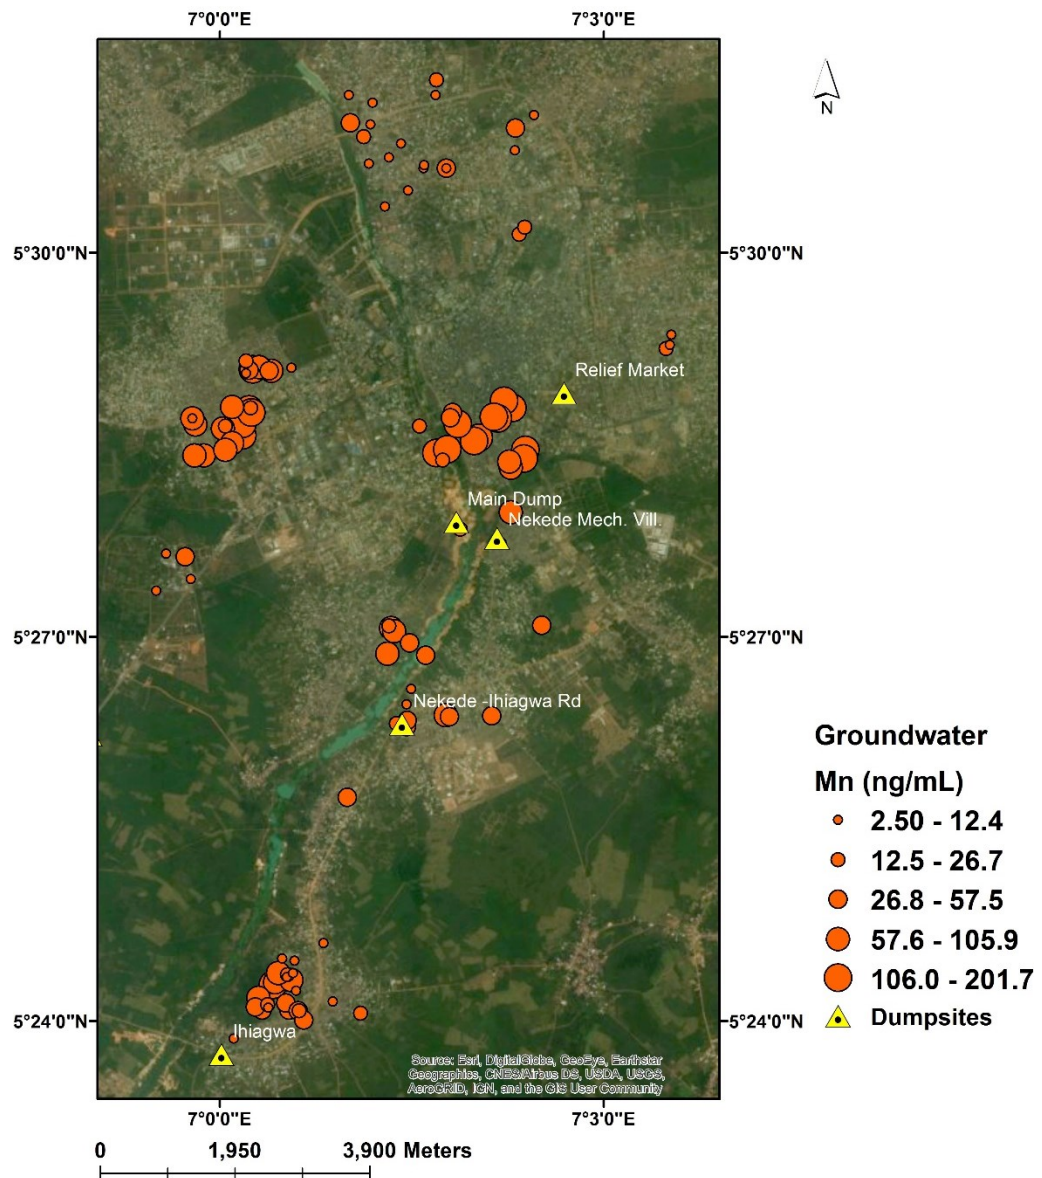 7°0'0"E
7°3'0"E
N
5°30'0"N
5°30'0"N
Relief Market
Main Dump
Nekede Mech. Vill.
5°27'0"N
5°27'0"N
Nekede -Ihiagwa Rd
Groundwater
Mn (ng/mL)
2.50 - 12.4
12.5 - 26.7
26.8 - 57.5
57.6 - 105.9
106.0 - 201.7
Dumpsites
5°24'0"N
5°24'0"N
Ihiagwa
Source: Esri, DigitalGlobe, GeoEye, Earthstar
Geographics, CNES/Airbus DS, USDA, USGS,
AeroGRID, IGN, and the GIS User Community
7°0'0"E
7°3'0"E
0 1,950 3,900 Meters